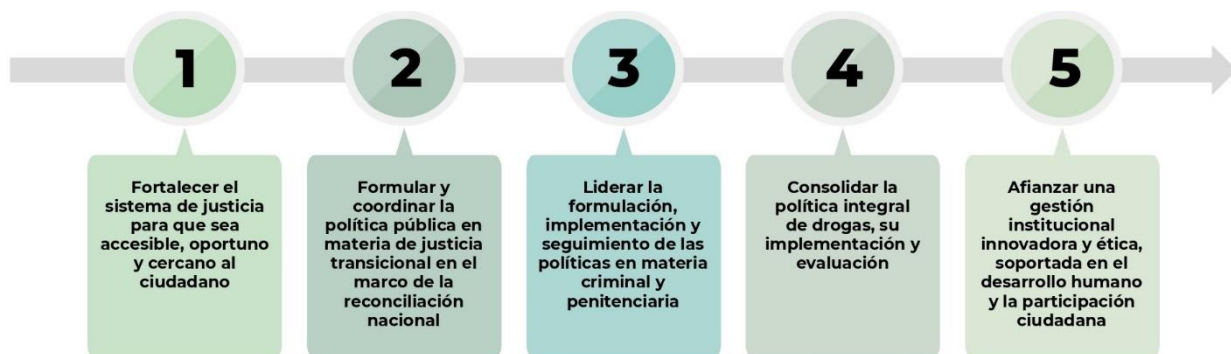 1
Fortalecer el
sistema de justicia
para que sea
accesible, oportuno
y cercano al
ciudadano
2
Formular y
coordinar la
política pública en
materia de justicia
transicional en el
marco de la
reconciliación
nacional
3
Liderar la
formulación,
implementación y
seguimiento de las
políticas en materia
criminal y
penitenciaria
4
Consolidar la
política integral
de drogas, su
implementación y
evaluación
5
Afianzar una
gestión
institucional
innovadora y ética,
soportada en el
desarrollo humano
y la participación
ciudadana